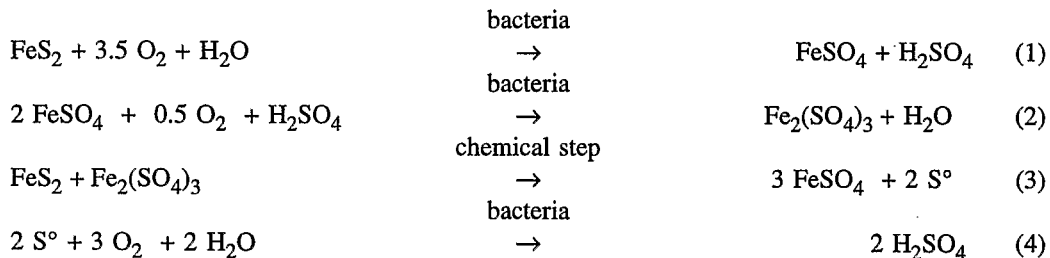 bacteria
FeS₂ + 3.5 O₂ + H₂O → FeSO₄ + H₂SO₄ (1)
bacteria
2 FeSO₄ + 0.5 O₂ + H₂SO₄ → Fe₂(SO₄)₃ + H₂O (2)
chemical step
FeS₂ + Fe₂(SO₄)₃ → 3 FeSO₄ + 2 S° (3)
bacteria
2 S° + 3 O₂ + 2 H₂O → 2 H₂SO₄ (4)